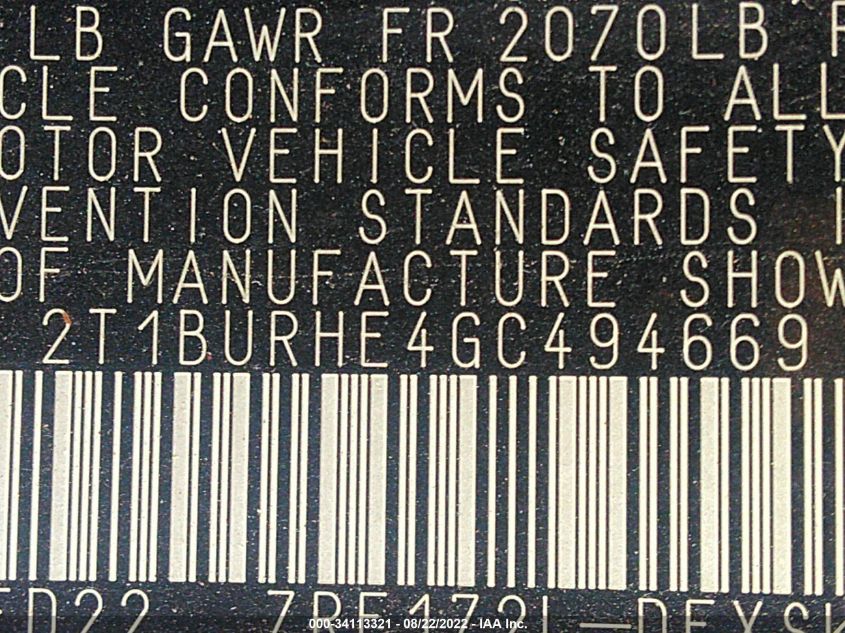 LB GAWR FR 2070LB
CLE CONFORMS TO ALL
OTOR VEHICLE SAFETY
VENTION STANDARDS
OF MANUFACTURE SHOW
2T1BURHE4GC494669
000-34113321 - 08/22/2022 - IAA Inc.